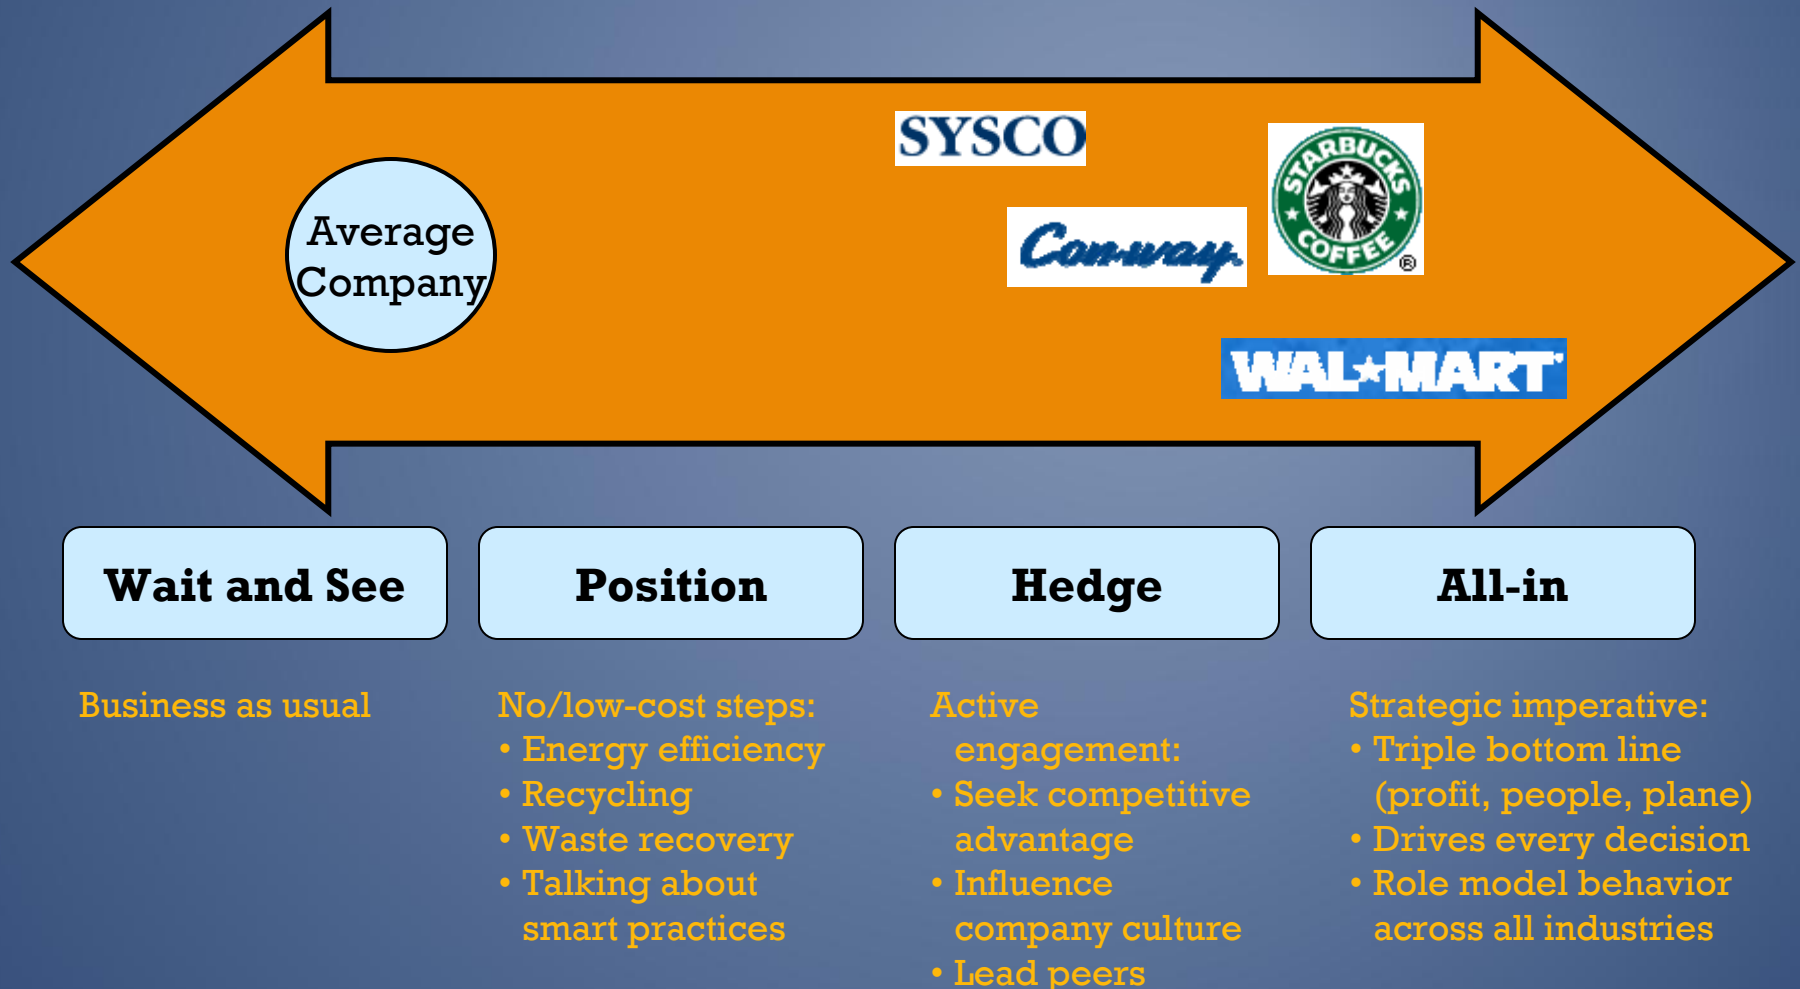 SYSCO
STARBUCKS
COFFEE
®
Average
Company
Con-way
WAL★MART
Wait and See
Position
Hedge
All-in
Business as usual
No/low-cost steps:
• Energy efficiency
• Recycling
• Waste recovery
• Talking about
smart practices
Active
engagement:
• Seek competitive
advantage
• Influence
company culture
• Lead peers
Strategic imperative:
• Triple bottom line
(profit, people, plane)
• Drives every decision
• Role model behavior
across all industries